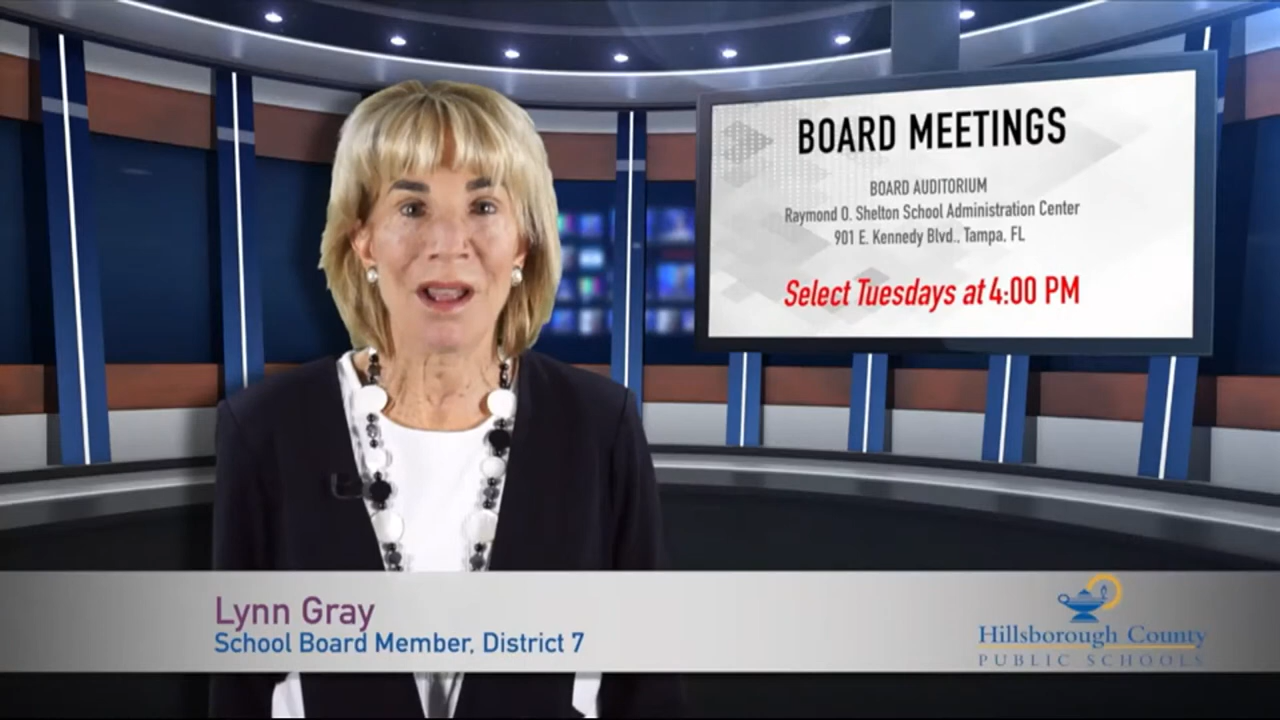 BOARD MEETINGS
BOARD AUDITORIUM
Raymond O. Shelton School Administration Center
901 E. Kennedy Blvd., Tampa, FL
Select Tuesdays at 4:00 PM
Lynn Gray
School Board Member, District 7
Hillsborough County
PUBLIC SCHOOLS